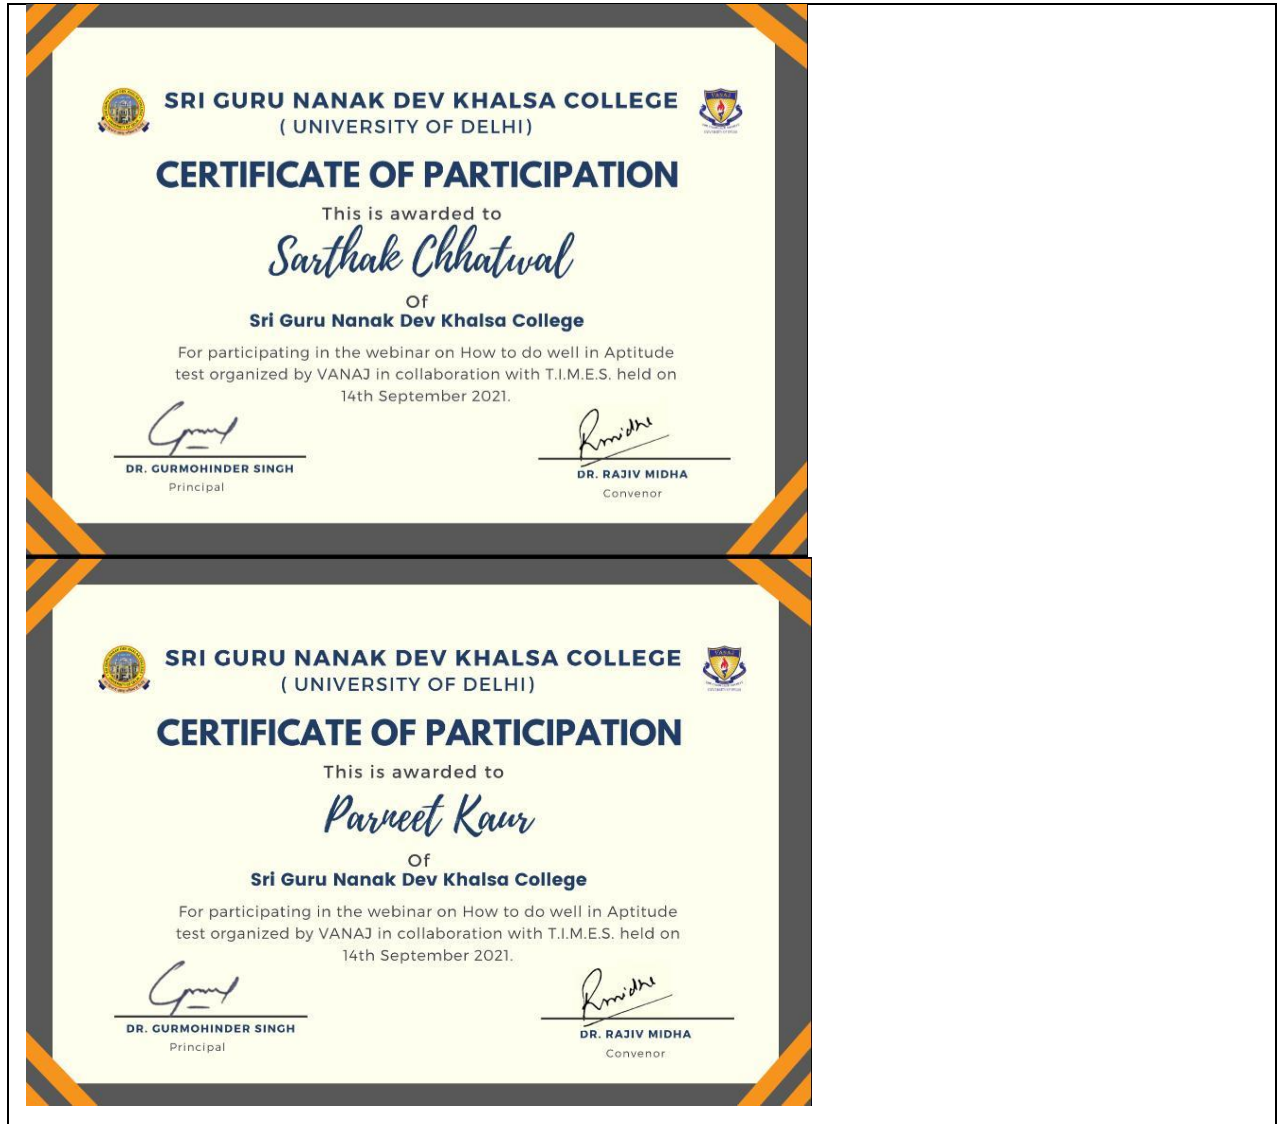 SRI GURU NANAK DEV KHALSA COLLEGE
( UNIVERSITY OF DELHI)
CERTIFICATE OF PARTICIPATION
This is awarded to
Sarthak Chhatwal
Of
Sri Guru Nanak Dev Khalsa College
For participating in the webinar on How to do well in Aptitude
test organized by VANAJ in collaboration with T.I.M.E.S. held on
14th September 2021.
DR. GURMOHINDER SINGH
Principal
Rmidha
DR. RAJIV MIDHA
Convenor
SRI GURU NANAK DEV KHALSA COLLEGE
( UNIVERSITY OF DELHI)
CERTIFICATE OF PARTICIPATION
This is awarded to
Parneet Kaur
Of
Sri Guru Nanak Dev Khalsa College
For participating in the webinar on How to do well in Aptitude
test organized by VANAJ in collaboration with T.I.M.E.S. held on
14th September 2021.
DR. GURMOHINDER SINGH
Principal
Rmidha
DR. RAJIV MIDHA
Convenor